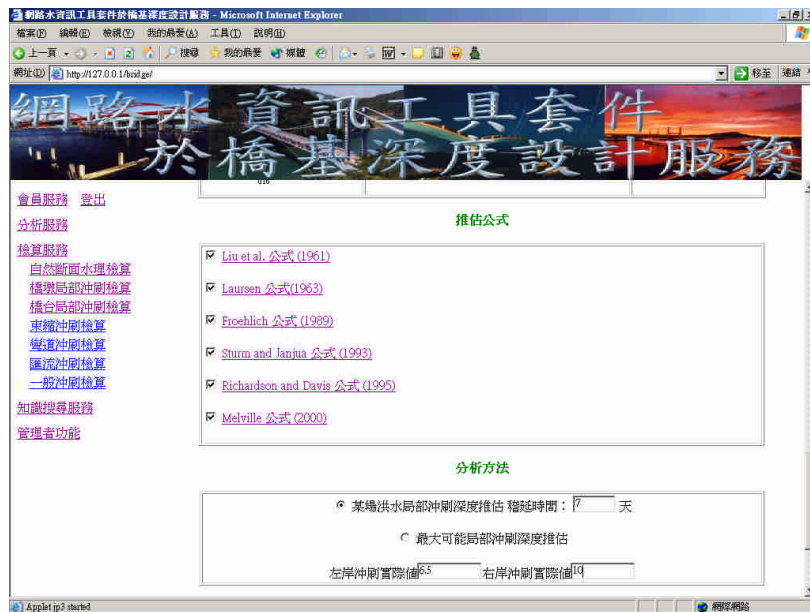 網路水資訊工具套件於橋基深度設計服務 - Microsoft Internet Explorer
檔案(F) 編輯(E) 檢視(V) 我的最愛(A) 工具(T) 說明(H)
上一頁 搜尋 我的最愛 媒體
網址(D) http://127.0.0.1/bridge/ 移至 連結
網路水資訊工具套件
於橋基深度設計服務
會員服務 登出
分析服務
檢算服務
自然斷面水理檢算
橋墩局部沖刷檢算
橋台局部沖刷檢算
束縮沖刷檢算
彎道沖刷檢算
匯流沖刷檢算
一般沖刷檢算
知識搜尋服務
管理者功能
d16
推估公式
Liu et al. 公式 (1961)
Laursen 公式(1963)
Froehlich 公式 (1989)
Sturm and Janjua 公式 (1993)
Richardson and Davis 公式 (1995)
Melville 公式 (2000)
分析方法
某場洪水局部沖刷深度推估 稽延時間： 7 天
最大可能局部沖刷深度推估
左岸沖刷實際值 6.5 右岸沖刷實際值 10
Applet jp3 started 網際網路